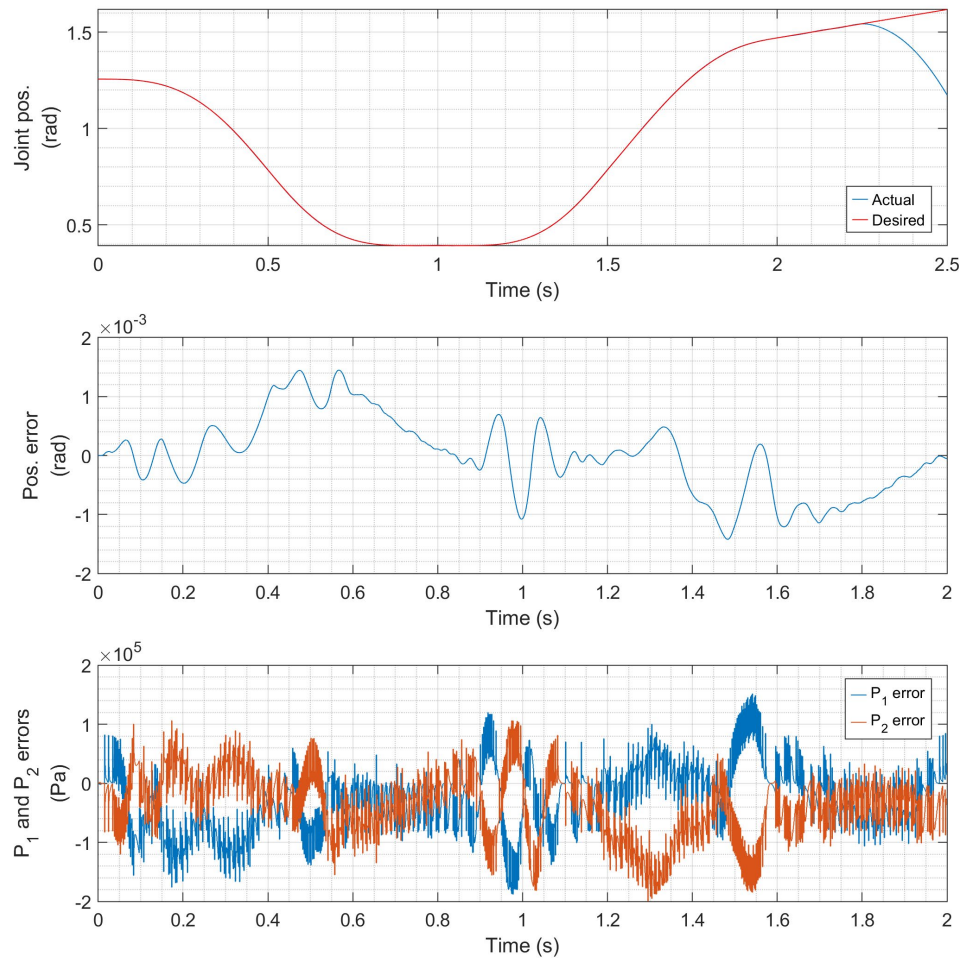 1.5
1
0.5
Joint pos.
(rad)
Actual
Desired
0 0.5 1 1.5 2 2.5
Time (s)
×10⁻³
2
1
0
-1
-2
Pos. error
(rad)
0 0.2 0.4 0.6 0.8 1 1.2 1.4 1.6 1.8 2
Time (s)
×10⁵
2
1
0
-1
-2
P₁ and P₂ errors
(Pa)
P₁ error
P₂ error
0 0.2 0.4 0.6 0.8 1 1.2 1.4 1.6 1.8 2
Time (s)